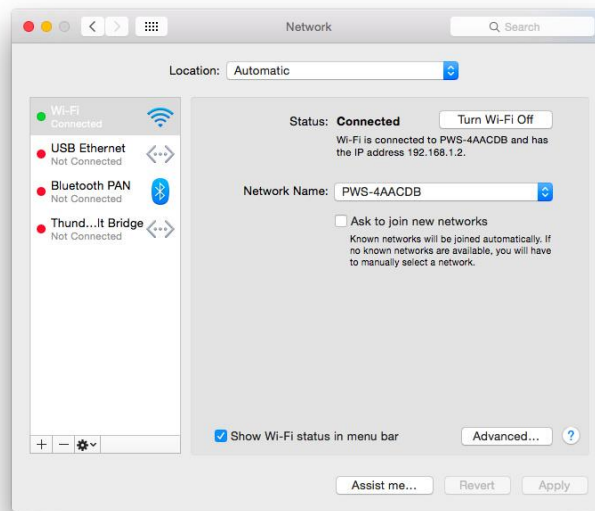 Network
Search
Location: Automatic
Wi-Fi
Connected
USB Ethernet
Not Connected
Bluetooth PAN
Not Connected
Thund...lt Bridge
Not Connected
Status: Connected
Turn Wi-Fi Off
Wi-Fi is connected to PWS-4AACDB and has
the IP address 192.168.1.2.
Network Name: PWS-4AACDB
Ask to join new networks
Known networks will be joined automatically. If
no known networks are available, you will have
to manually select a network.
Show Wi-Fi status in menu bar
Advanced...
?
Assist me...
Revert
Apply